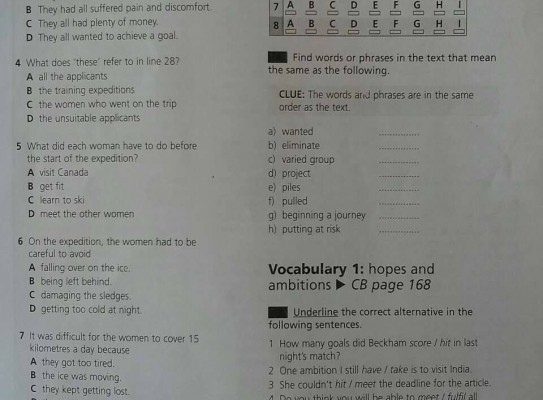 B They had all suffered pain and discomfort.
C They all had plenty of money.
D They all wanted to achieve a goal.
4 What does 'these' refer to in line 28?
A all the applicants
B the training expeditions
C the women who went on the trip
D the unsuitable applicants
5 What did each woman have to do before
the start of the expedition?
A visit Canada
B get fit
C learn to ski
D meet the other women
6 On the expedition, the women had to be
careful to avoid
A falling over on the ice.
B being left behind.
C damaging the sledges.
D getting too cold at night.
7 It was difficult for the women to cover 15
kilometres a day because
A they got too tired.
B the ice was moving.
C they kept getting lost.
7 A B C D E F G H I
8 A B C D E F G H I
Find words or phrases in the text that mean
the same as the following.
CLUE: The words and phrases are in the same
order as the text.
a) wanted ..............
b) eliminate ..............
c) varied group ..............
d) project ..............
e) piles ..............
f) pulled ..............
g) beginning a journey ..............
h) putting at risk ..............
Vocabulary 1: hopes and
ambitions ▶ CB page 168
Underline the correct alternative in the
following sentences.
1 How many goals did Beckham score / hit in last
night's match?
2 One ambition I still have / take is to visit India.
3 She couldn't hit / meet the deadline for the article.
4 Do you think you will be able to meet / fulfil all